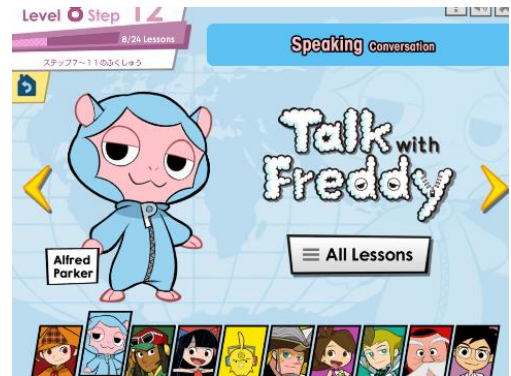 Level 8 Step 12
8/24 Lessons
ステップ7〜11のふくしゅう
Speaking Conversation
Talk with
Freddy
All Lessons
Alfred
Parker